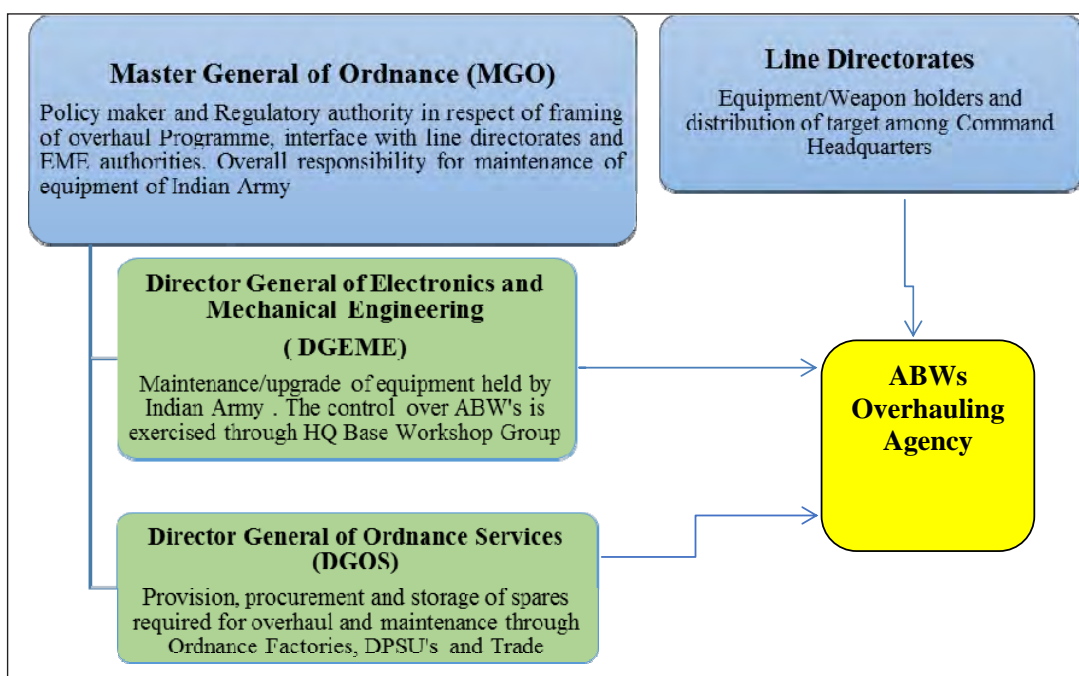 Master General of Ordnance (MGO)
Policy maker and Regulatory authority in respect of framing
of overhaul Programme, interface with line directorates and
EME authorities. Overall responsibility for maintenance of
equipment of Indian Army
Line Directorates
Equipment/Weapon holders and
distribution of target among Command
Headquarters
Director General of Electronics and
Mechanical Engineering
( DGEME)
Maintenance/upgrade of equipment held by
Indian Army . The control over ABW's is
exercised through HQ Base Workshop Group
ABWs
Overhauling
Agency
Director General of Ordnance Services
(DGOS)
Provision, procurement and storage of spares
required for overhaul and maintenance through
Ordnance Factories, DPSU's and Trade